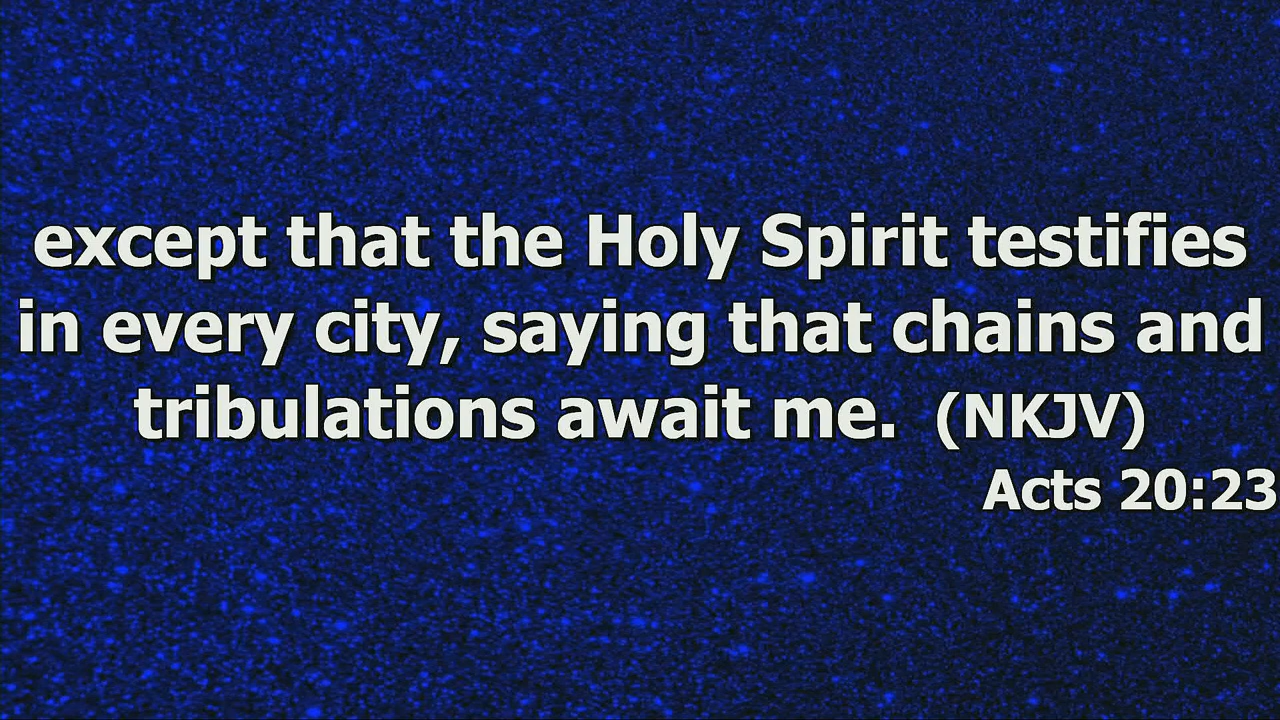 except that the Holy Spirit testifies
in every city, saying that chains and
tribulations await me. (NKJV)
Acts 20:23